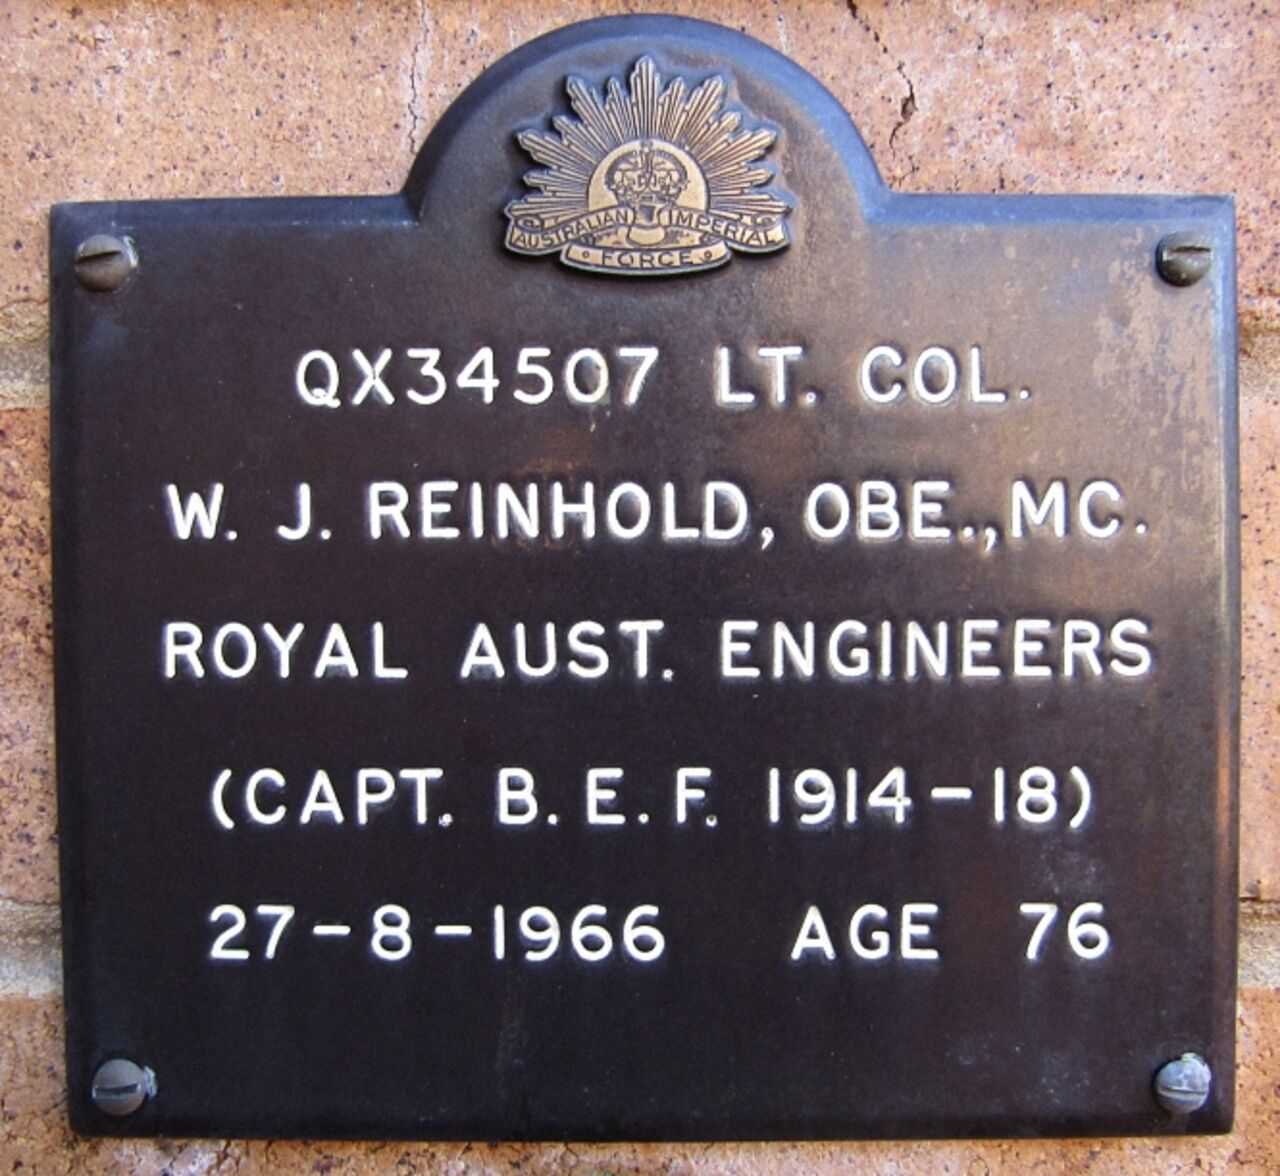 AUSTRALIAN IMPERIAL
FORCE
QX34507 LT. COL.
W. J. REINHOLD, OBE.,MC.
ROYAL AUST. ENGINEERS
(CAPT. B.E.F. 1914-18)
27-8-1966 AGE 76